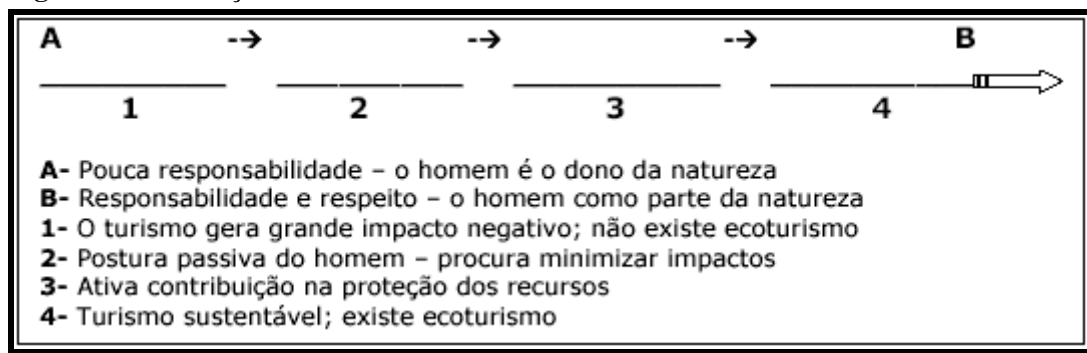 A --> --> --> B
1 2 3 4
A- Pouca responsabilidade – o homem é o dono da natureza
B- Responsabilidade e respeito – o homem como parte da natureza
1- O turismo gera grande impacto negativo; não existe ecoturismo
2- Postura passiva do homem – procura minimizar impactos
3- Ativa contribuição na proteção dos recursos
4- Turismo sustentável; existe ecoturismo